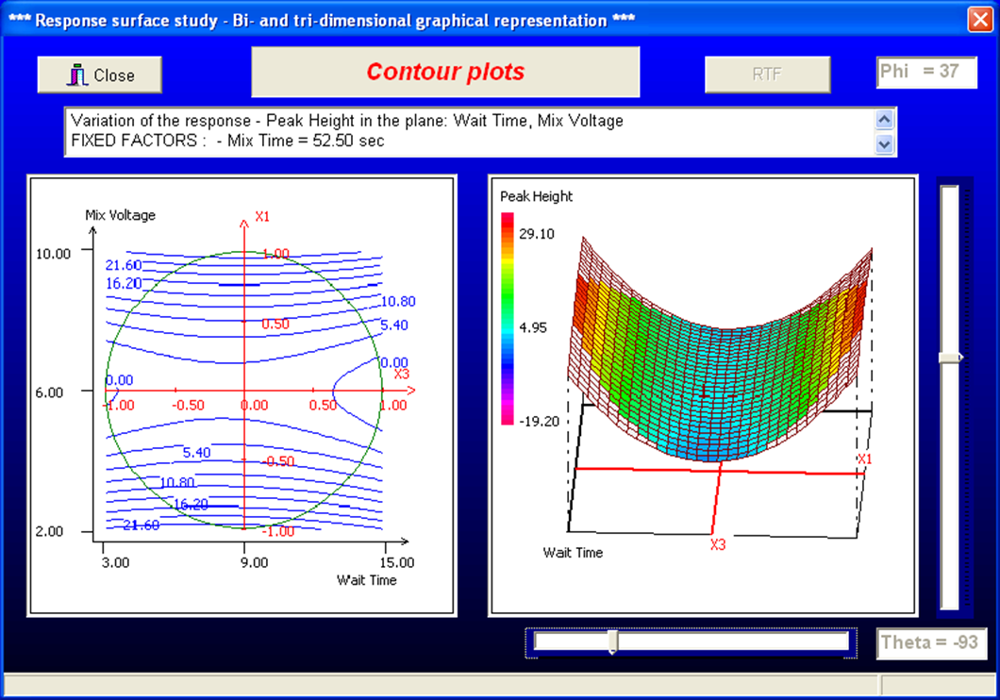 *** Response surface study - Bi- and tri-dimensional graphical representation ***
Close
Contour plots
RTF
Phi = 37
Variation of the response - Peak Height in the plane: Wait Time, Mix Voltage
FIXED FACTORS : - Mix Time = 52.50 sec
Mix Voltage
X1
10.00
1.00
21.60
16.20
10.80
0.50
5.40
0.00
X3
0.00
6.00
-1.00 -0.50 0.00 0.50 1.00
5.40
-0.50
10.80
16.20
21.60
-1.00
2.00
3.00 9.00 15.00
Wait Time
Peak Height
29.10
4.95
-19.20
X1
X3
Wait Time
Theta = -93